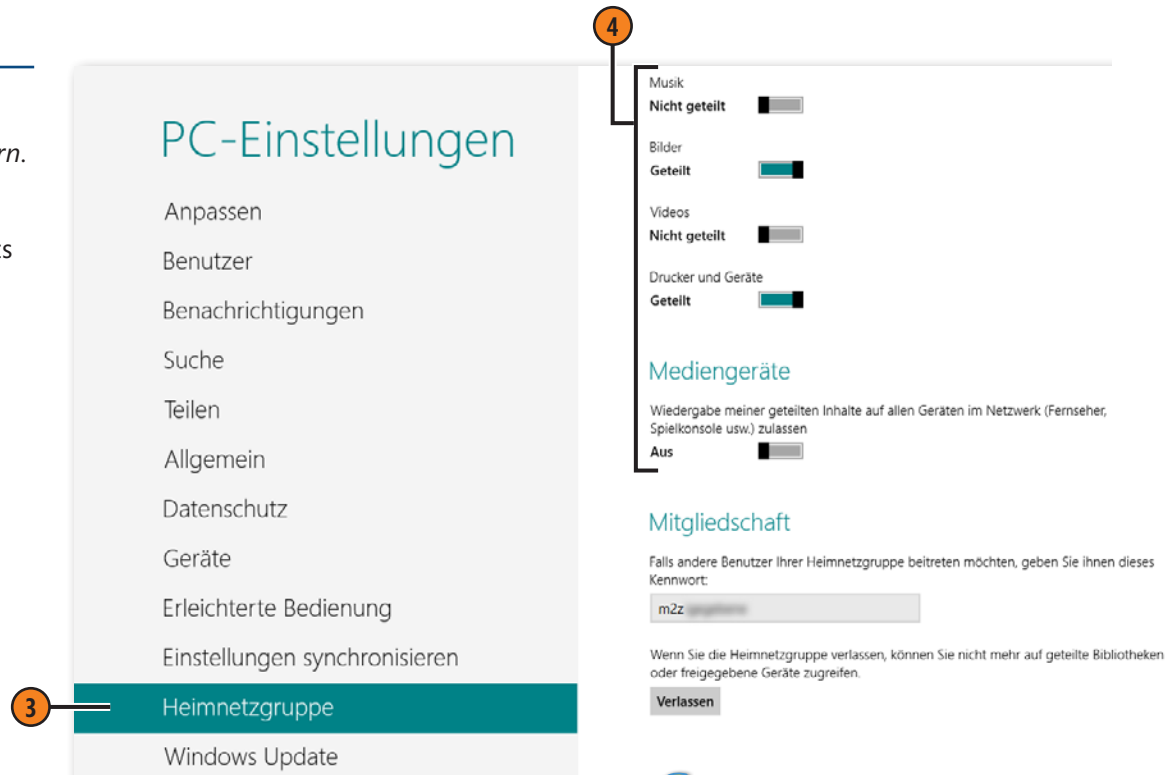 4
rn.
ts
PC-Einstellungen
Anpassen
Benutzer
Benachrichtigungen
Suche
Teilen
Allgemein
Datenschutz
Geräte
Erleichterte Bedienung
Einstellungen synchronisieren
3
Heimnetzgruppe
Windows Update
Musik
Nicht geteilt
Bilder
Geteilt
Videos
Nicht geteilt
Drucker und Geräte
Geteilt
Mediengeräte
Wiedergabe meiner geteilten Inhalte auf allen Geräten im Netzwerk (Fernseher,
Spielkonsole usw.) zulassen
Aus
Mitgliedschaft
Falls andere Benutzer Ihrer Heimnetzgruppe beitreten möchten, geben Sie ihnen dieses
Kennwort:
m2z
Wenn Sie die Heimnetzgruppe verlassen, können Sie nicht mehr auf geteilte Bibliotheken
oder freigegebene Geräte zugreifen.
Verlassen